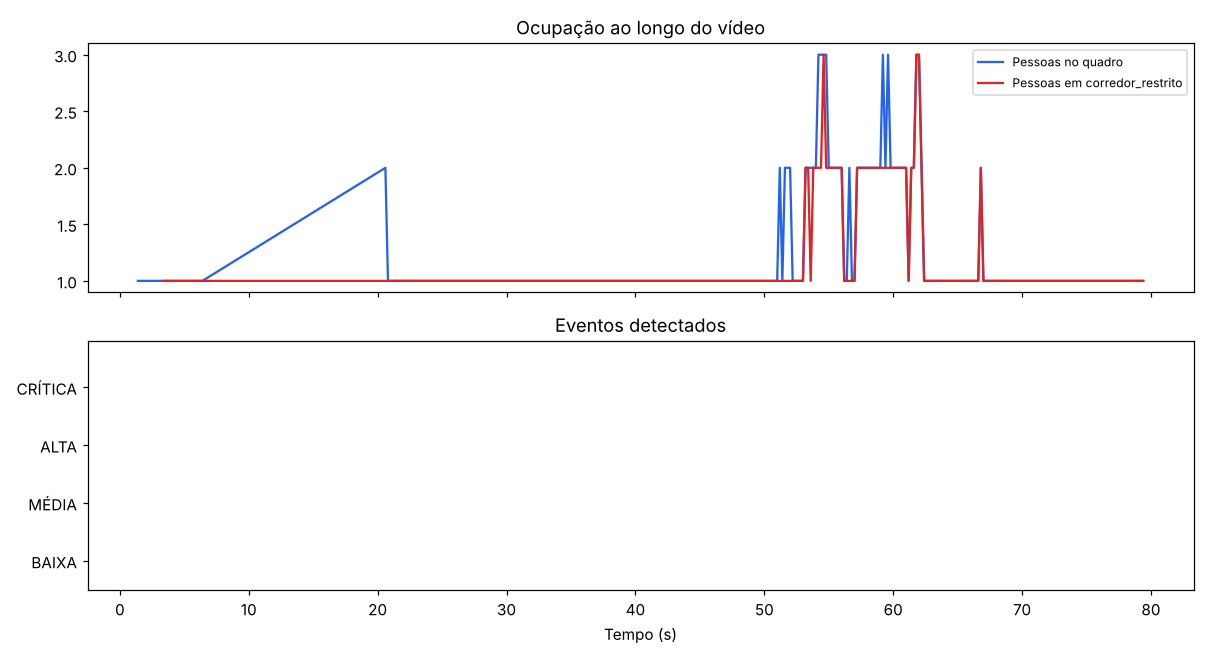 Ocupação ao longo do vídeo
3.0
2.5
2.0
1.5
1.0
Pessoas no quadro
Pessoas em corredor_restrito
Eventos detectados
CRÍTICA
ALTA
MÉDIA
BAIXA
0 10 20 30 40 50 60 70 80
Tempo (s)